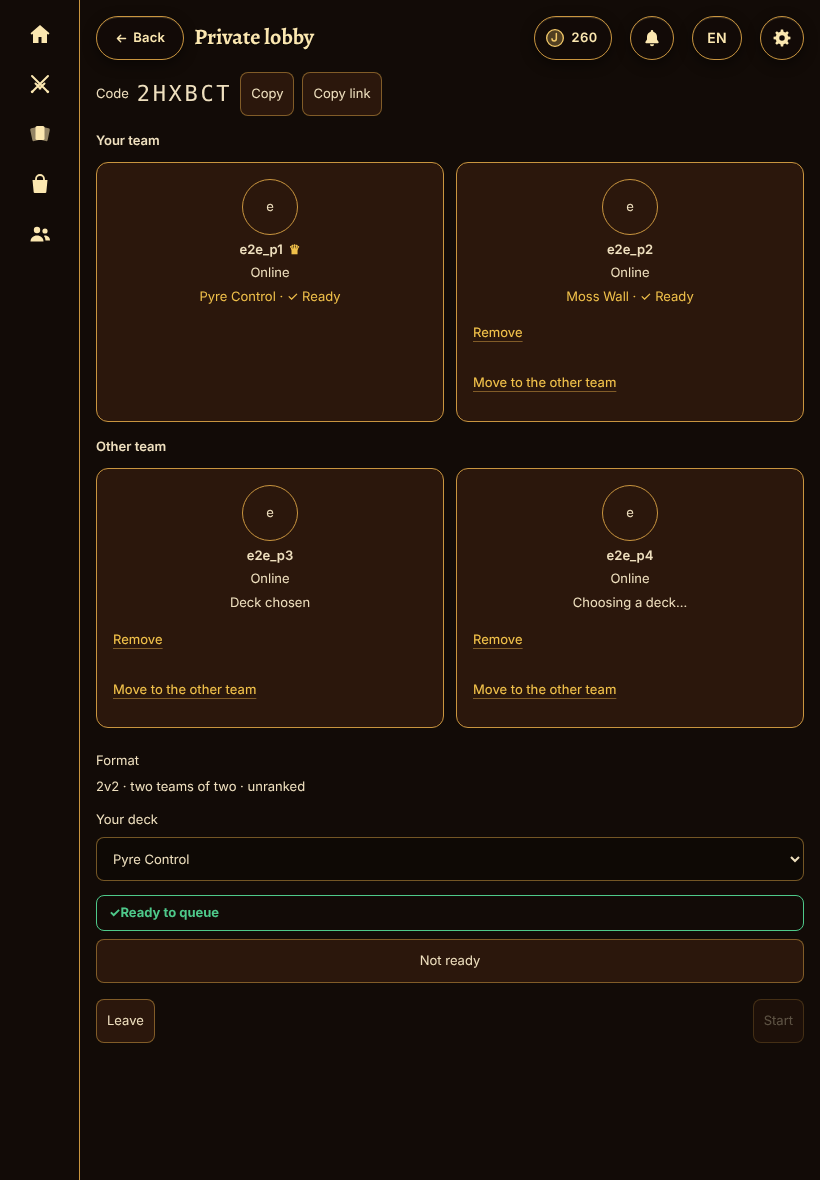 ← Back Private lobby J 260 EN
Code 2HXBCT Copy Copy link
Your team
e e
e2e_p1 e2e_p2
Online Online
Pyre Control · ✓ Ready Moss Wall · ✓ Ready
Remove
Move to the other team
Other team
e e
e2e_p3 e2e_p4
Online Online
Deck chosen Choosing a deck...
Remove Remove
Move to the other team Move to the other team
Format
2v2 · two teams of two · unranked
Your deck
Pyre Control
✓Ready to queue
Not ready
Leave Start